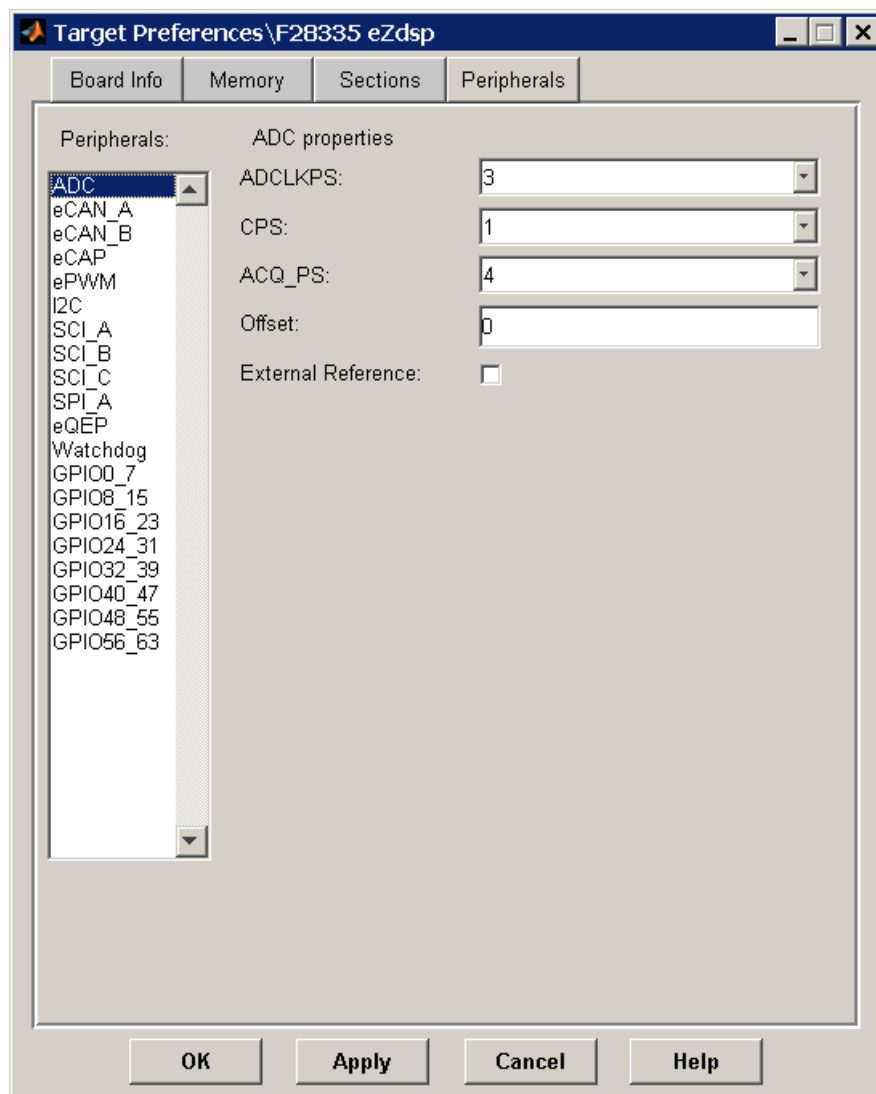 Target Preferences\F28335 eZdsp
Board Info Memory Sections Peripherals
Peripherals:
ADC
eCAN_A
eCAN_B
eCAP
ePWM
I2C
SCI_A
SCI_B
SCI_C
SPI_A
eQEP
Watchdog
GPIO0_7
GPIO8_15
GPIO16_23
GPIO24_31
GPIO32_39
GPIO40_47
GPIO48_55
GPIO56_63
ADC properties
ADCLKPS: 3
CPS: 1
ACQ_PS: 4
Offset: 0
External Reference:
OK Apply Cancel Help